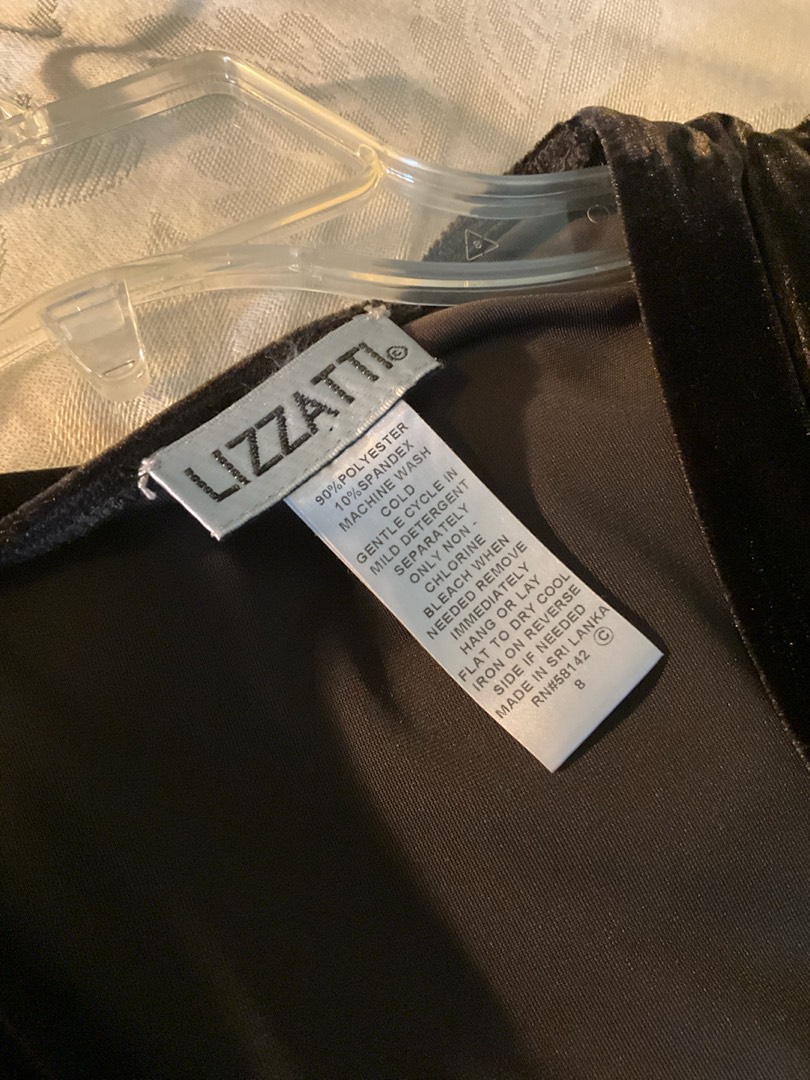 LIZZATTI©
90%POLYESTER
10%SPANDEX
MACHINE WASH
COLD
GENTLE CYCLE IN
MILD DETERGENT
SEPARATELY
ONLY NON -
CHLORINE
BLEACH WHEN
NEEDED REMOVE
IMMEDIATELY
HANG OR LAY
FLAT TO DRY COOL
IRON ON REVERSE
SIDE IF NEEDED
MADE IN SRI LANKA
RN#58142 ©
8